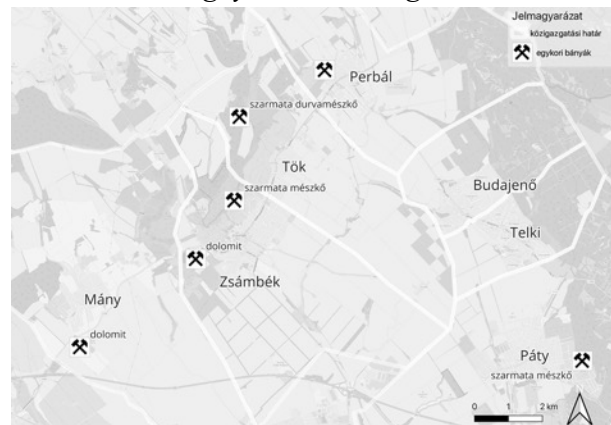 Jelmagyarázat
közigazgatási határ
egykori bányák
Perbál
szarmata durvamészkő
Tök
szarmata mészkő
Budajenő
Telki
dolomit
Zsámbék
Mány
dolomit
Páty
szarmata mészkő
0 1 2 km